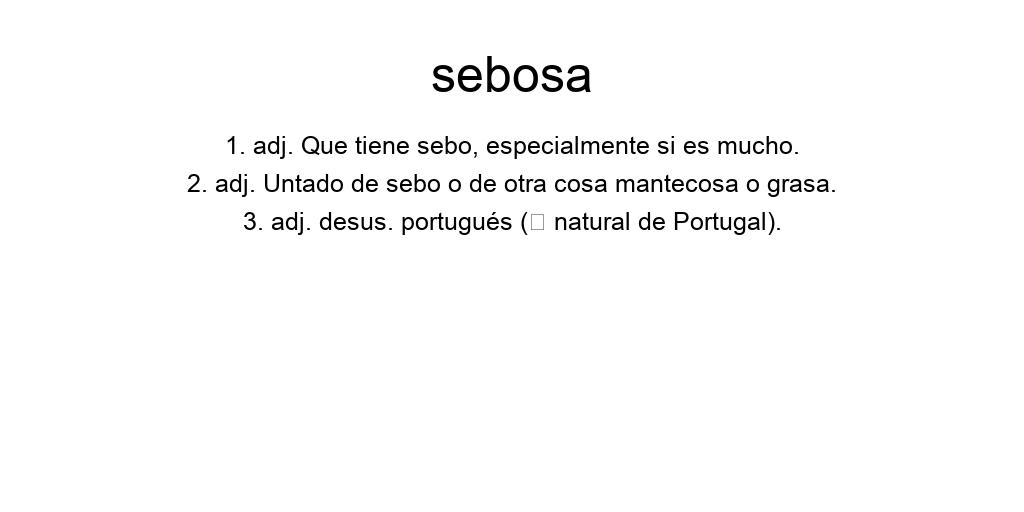 sebosa
1. adj. Que tiene sebo, especialmente si es mucho.
2. adj. Untado de sebo o de otra cosa mantecosa o grasa.
3. adj. desus. portugués (□ natural de Portugal).